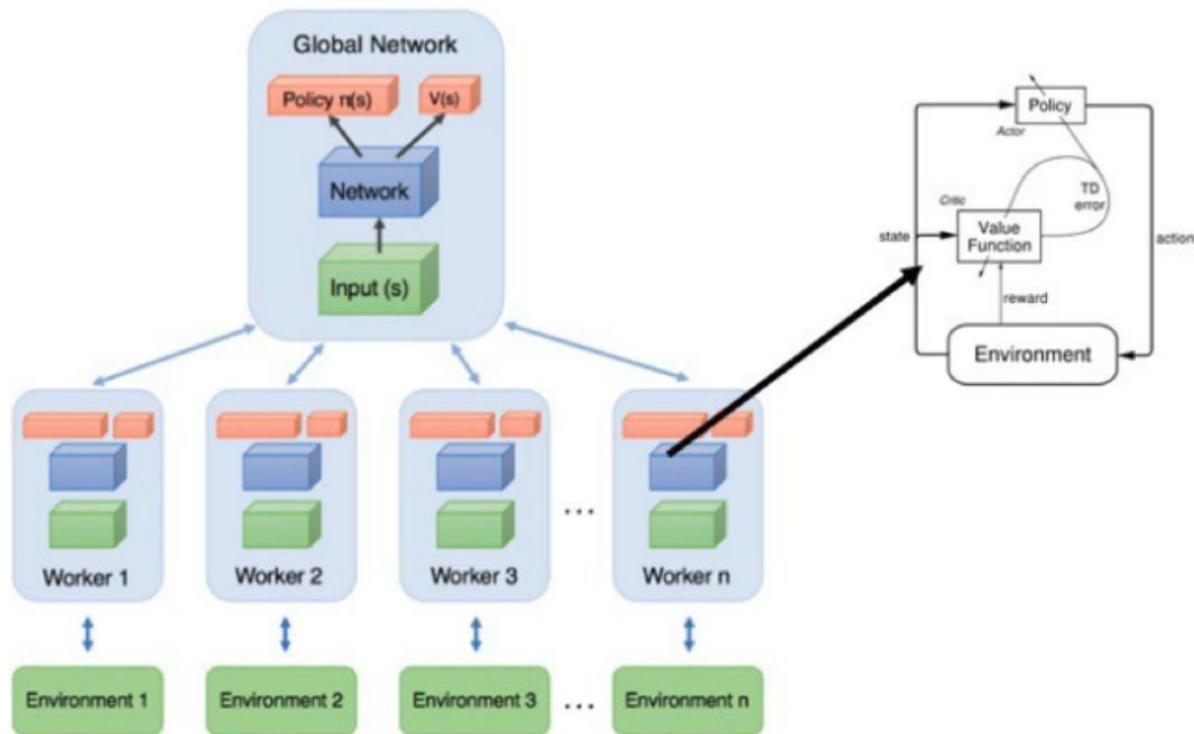 Global Network
Policy π(s)
V(s)
Network
Input (s)
Worker 1
Worker 2
Worker 3
...
Worker n
Environment 1
Environment 2
Environment 3
...
Environment n
Policy
Actor
TD
error
Critic
Value
Function
state
action
reward
Environment